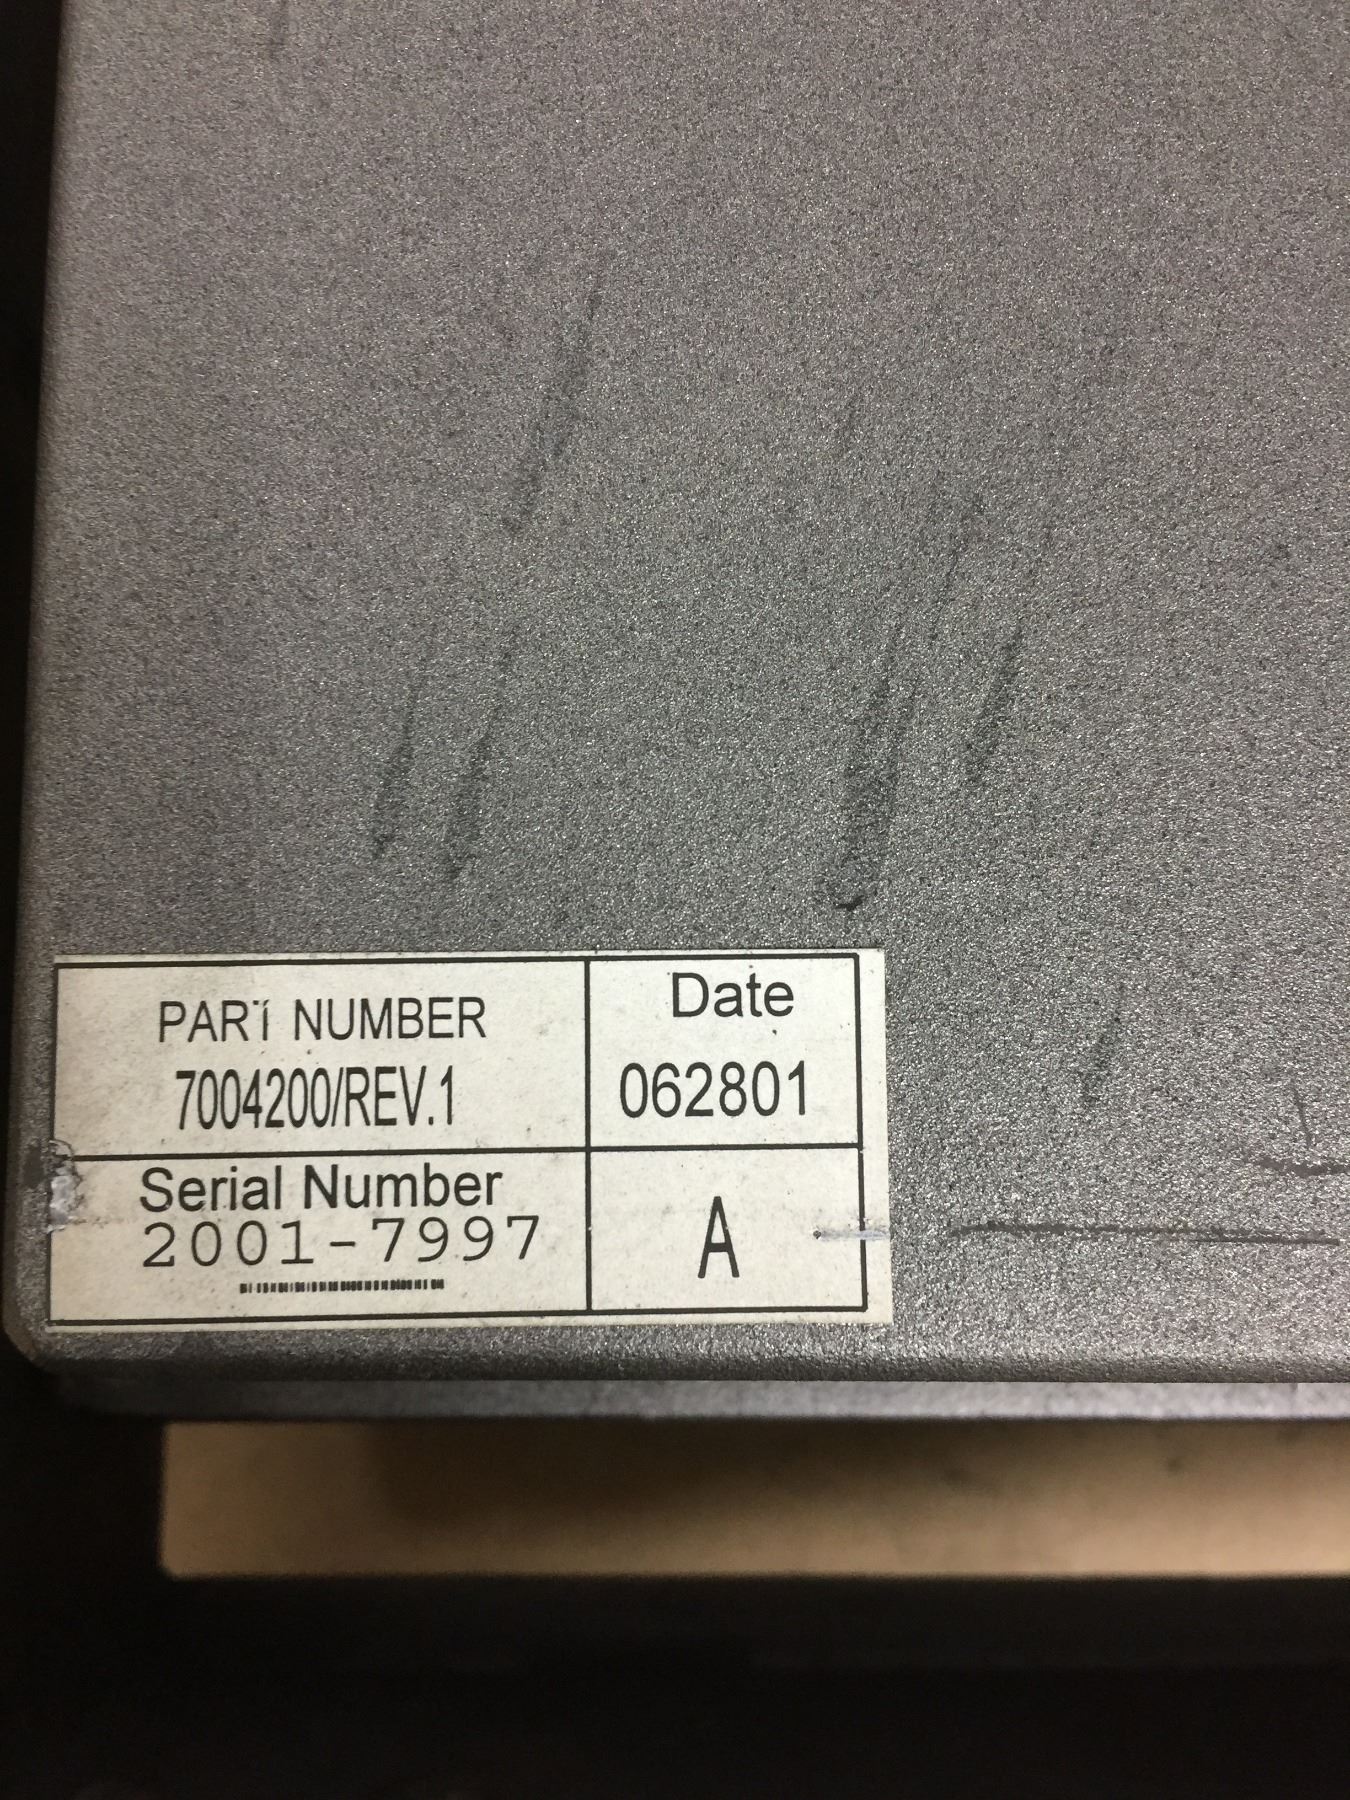 PART NUMBER
7004200/REV.1
Date
062801
Serial Number
2001-7997
A